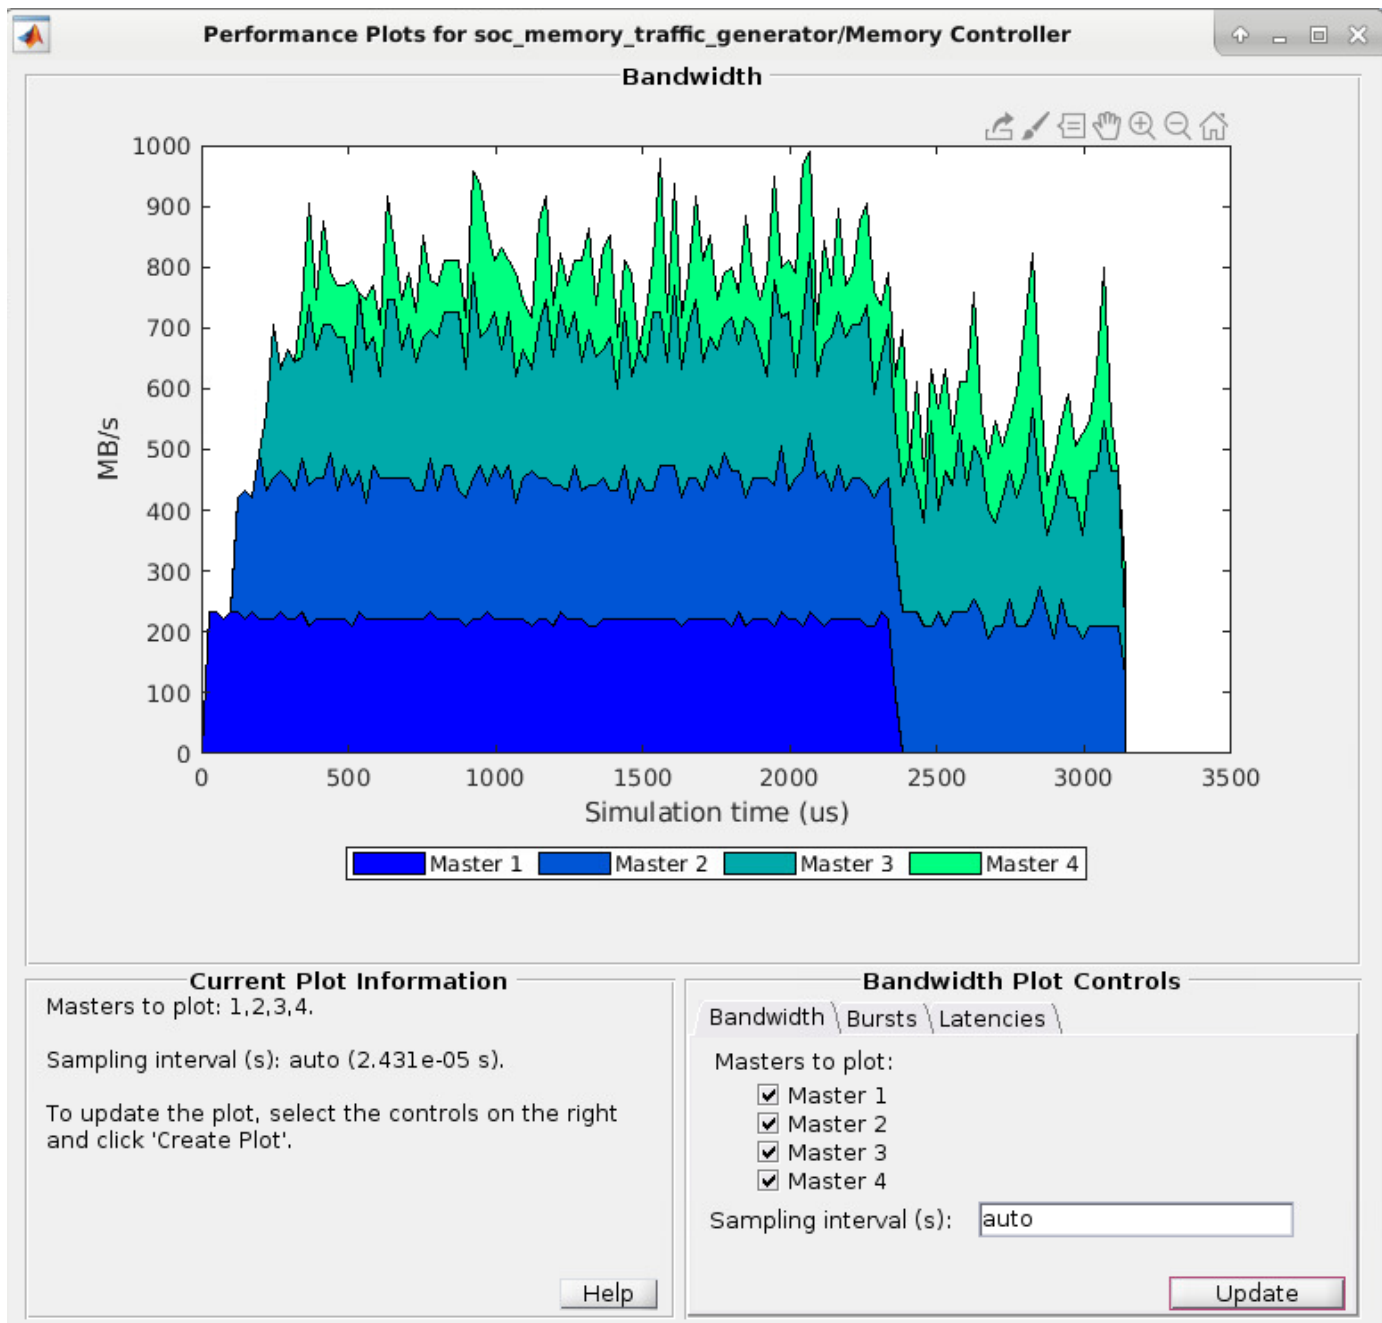 Performance Plots for soc_memory_traffic_generator/Memory Controller
Bandwidth
1000
900
800
700
600
500
400
300
200
100
0
MB/s
0 500 1000 1500 2000 2500 3000 3500
Simulation time (us)
Master 1 Master 2 Master 3 Master 4
Current Plot Information
Masters to plot: 1,2,3,4.
Sampling interval (s): auto (2.431e-05 s).
To update the plot, select the controls on the right
and click 'Create Plot'.
Help
Bandwidth Plot Controls
Bandwidth Bursts Latencies
Masters to plot:
Master 1
Master 2
Master 3
Master 4
Sampling interval (s): auto
Update